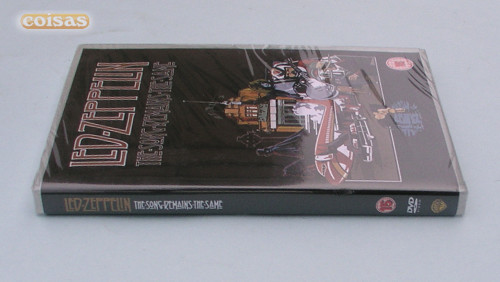 coisas
LED-ZEPPELIN
THE·SONG·REMAINS·THE·SAME
LED-ZEPPELIN THE·SONG·REMAINS·THE·SAME 15 DVD